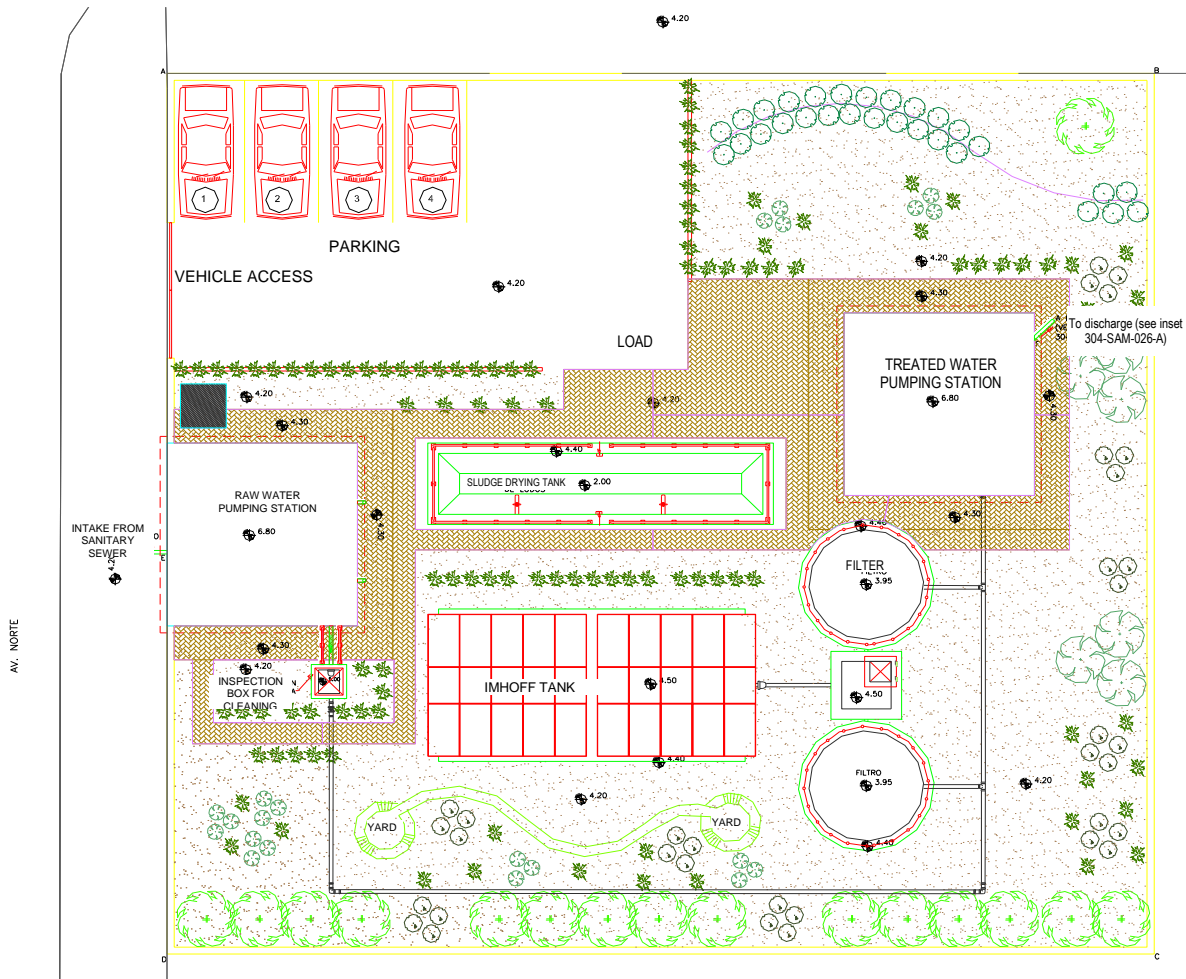 4.20
A
B
1
2
3
4
PARKING
VEHICLE ACCESS
4.20
4.20
4.30
LOAD
To discharge (see inset
304-SAM-026-A)
TREATED WATER
PUMPING STATION
6.80
4.30
4.20
4.20
4.30
4.40
SLUDGE DRYING TANK
2.00
RAW WATER
PUMPING STATION
6.80
4.30
4.30
4.40
INTAKE FROM
SANITARY
SEWER
4.20
D
E
FILTER
3.95
AV. NORTE
4.30
4.20
INSPECTION
BOX FOR
CLEANING
IMHOFF TANK
4.50
4.50
4.40
FILTRO
3.95
4.20
4.20
YARD
YARD
4.40
D
C